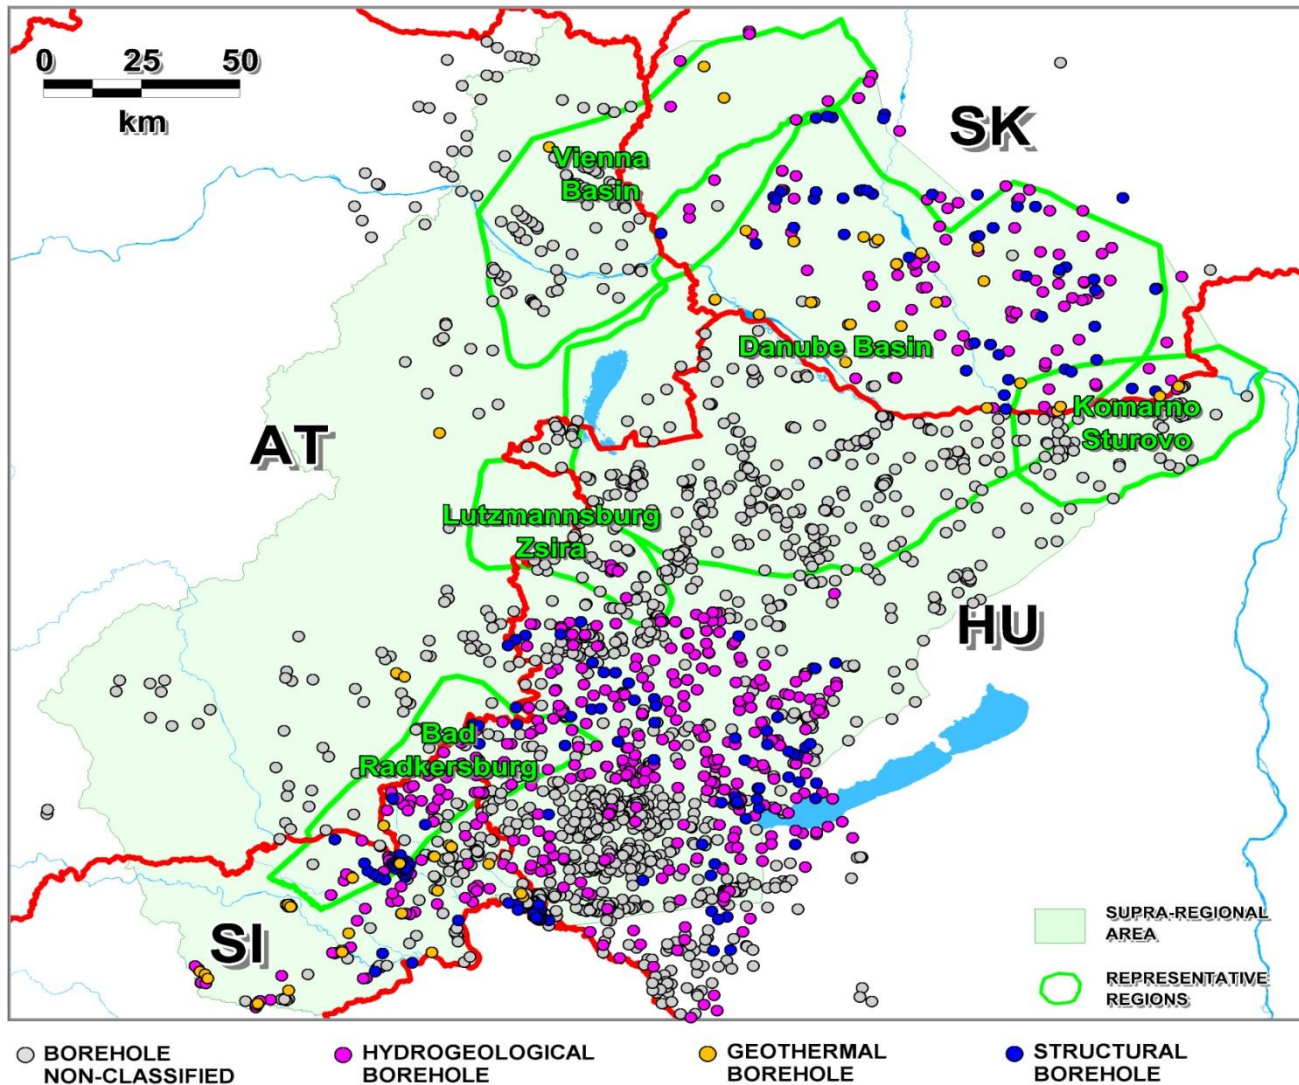 0 25 50
km
SK
Vienna
Basin
Danube Basin
Komarno
Sturovo
AT
Lutzmannsburg
Zsira
HU
Bad
Radkersburg
SI
SUPRA-REGIONAL
AREA
REPRESENTATIVE
REGIONS
BOREHOLE
NON-CLASSIFIED
HYDROGEOLOGICAL
BOREHOLE
GEOTHERMAL
BOREHOLE
STRUCTURAL
BOREHOLE